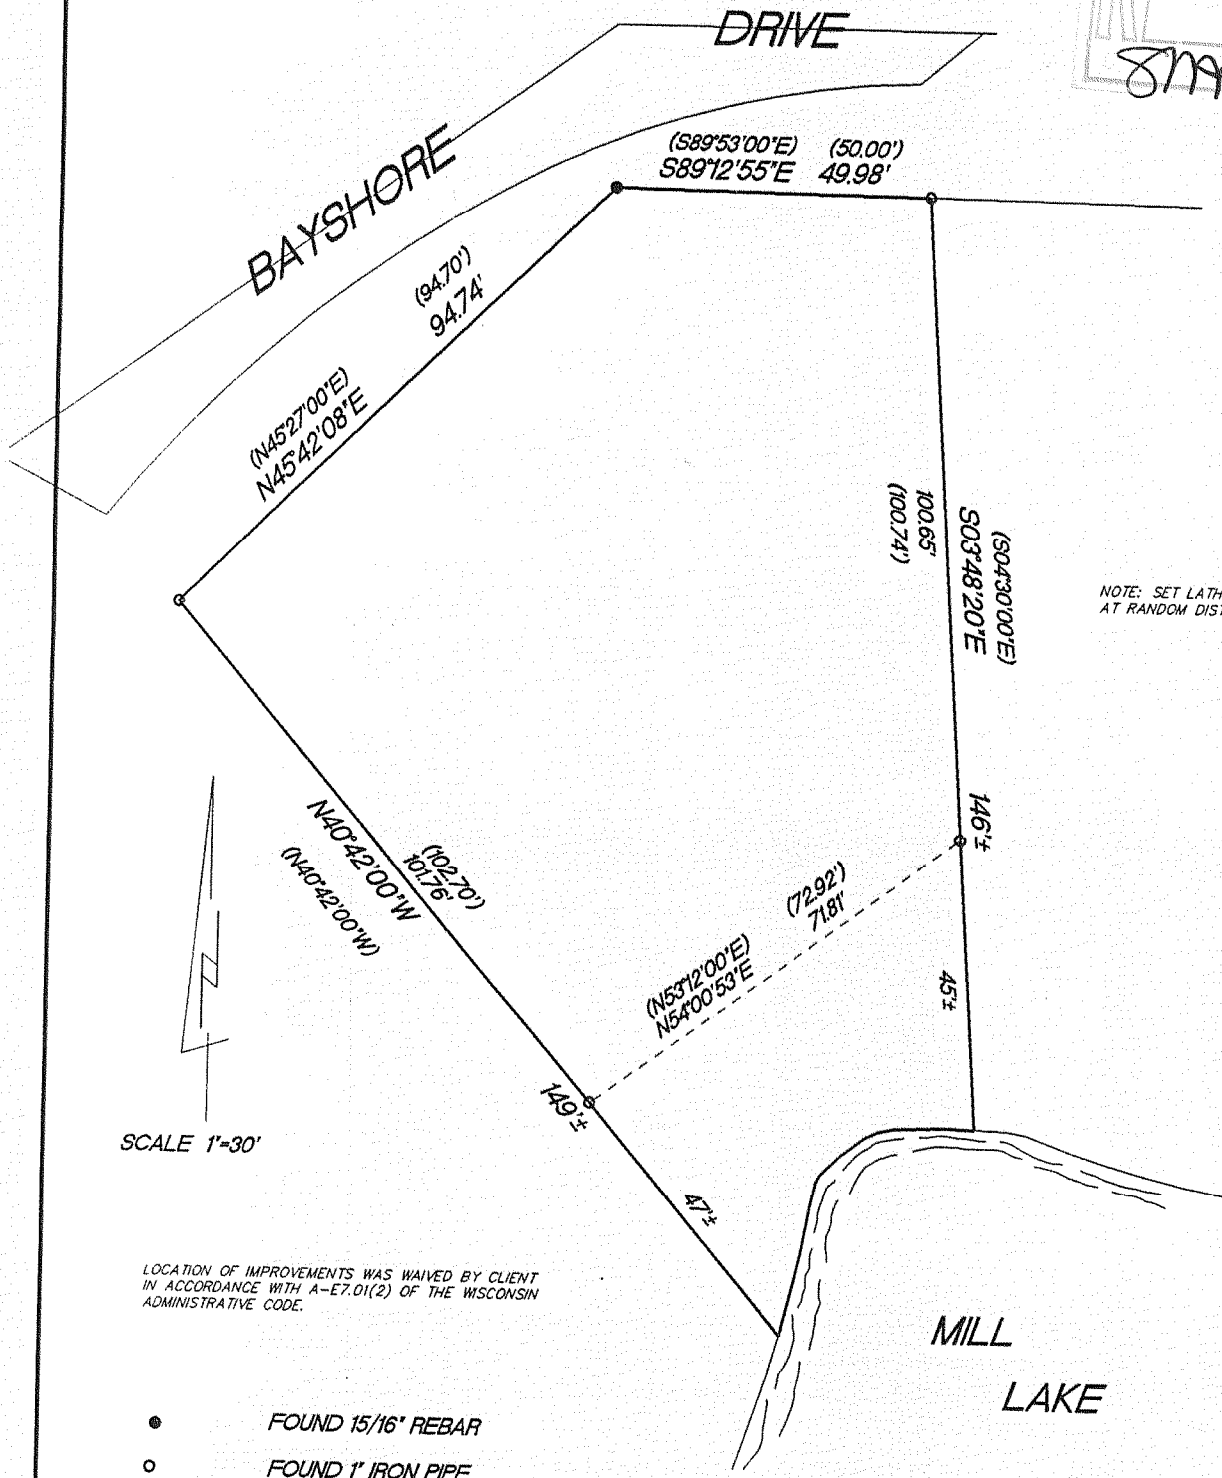 DRIVE
BAYSHORE
(S89°53'00"E) (50.00')
S89°12'55"E 49.98'
(94.70')
94.74'
(N45°27'00"E)
N45°42'08"E
100.65'
(100.74')
(S04°30'00"E)
S03°48'20"E
NOTE: SET LATH
AT RANDOM DIST
146'±
(72.92')
71.81'
(N53°12'00"E)
N54°00'53"E
45'±
(102.70')
101.76'
N40°42'00"W
(N40°42'00"W)
149'±
47'±
SCALE 1"=30'
LOCATION OF IMPROVEMENTS WAS WAIVED BY CLIENT
IN ACCORDANCE WITH A-E7.01(2) OF THE WISCONSIN
ADMINISTRATIVE CODE.
MILL
LAKE
FOUND 15/16" REBAR
FOUND 1" IRON PIPE